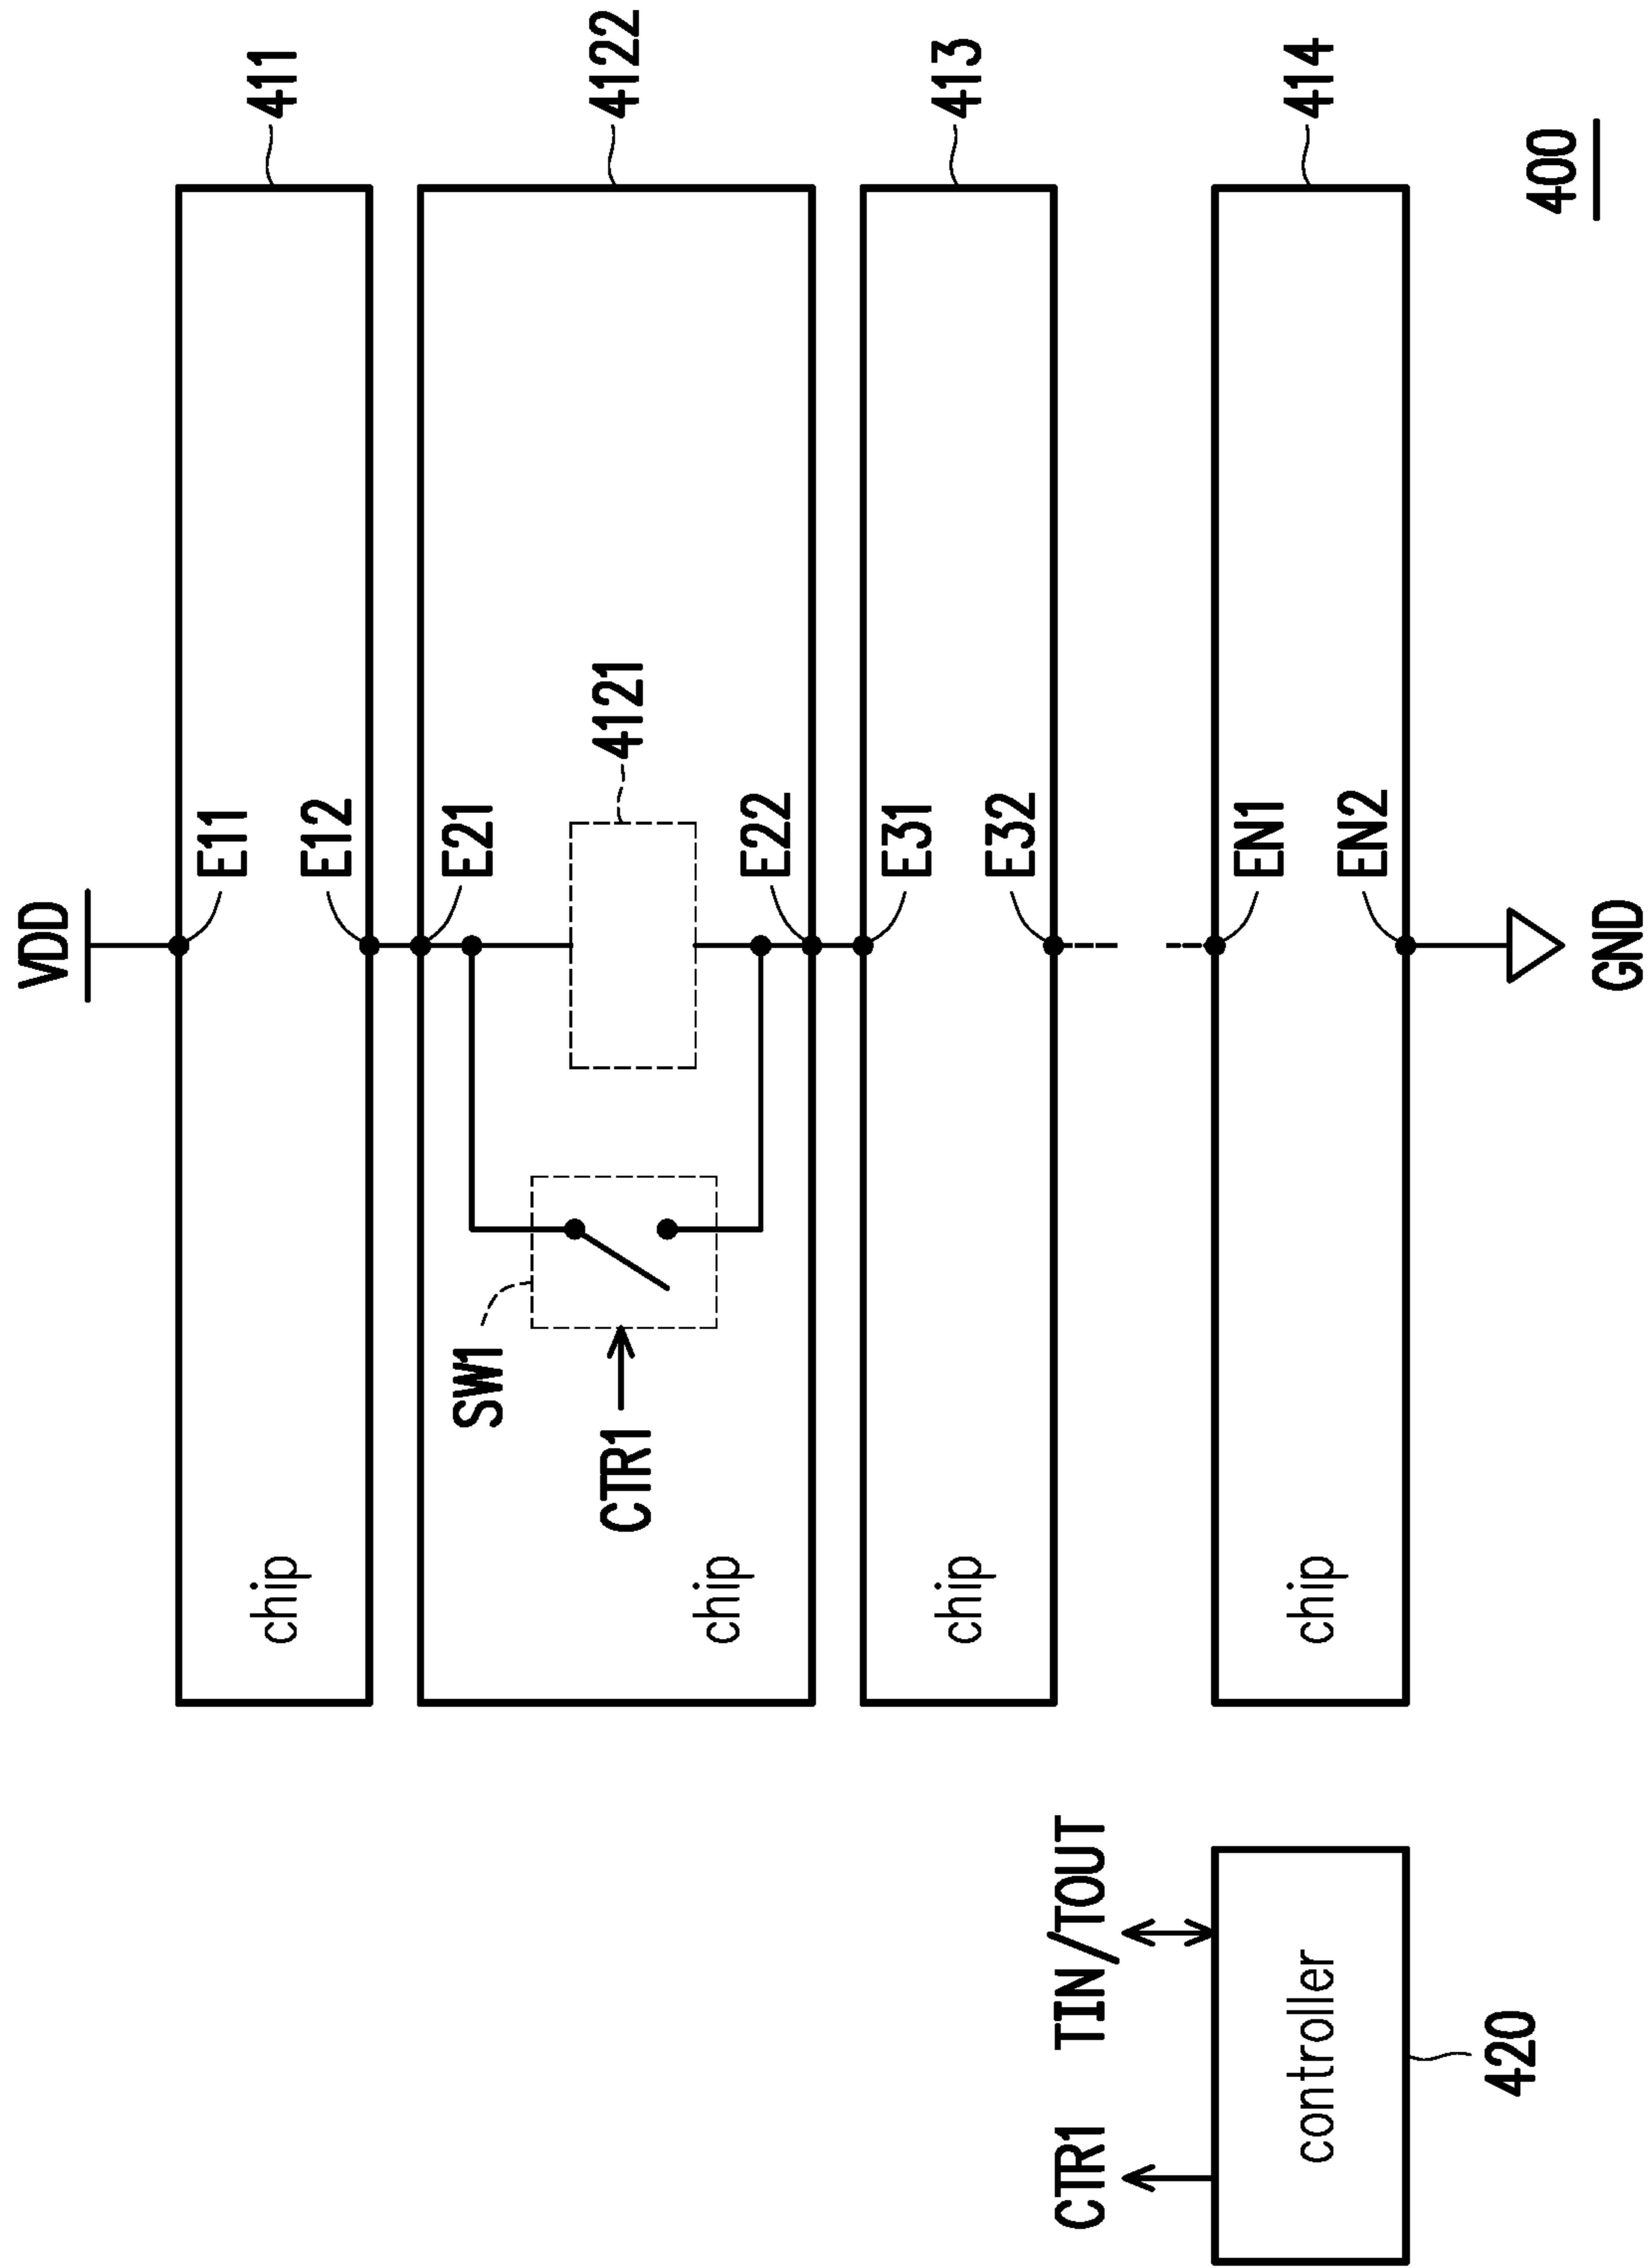 VDD
E11
411
E12
chip
E21
4122
SW1
4121
CTR1
E22
chip
E31
413
E32
chip
CTR1
TIN/TOUT
EN1
414
controller
chip
EN2
420
400
GND